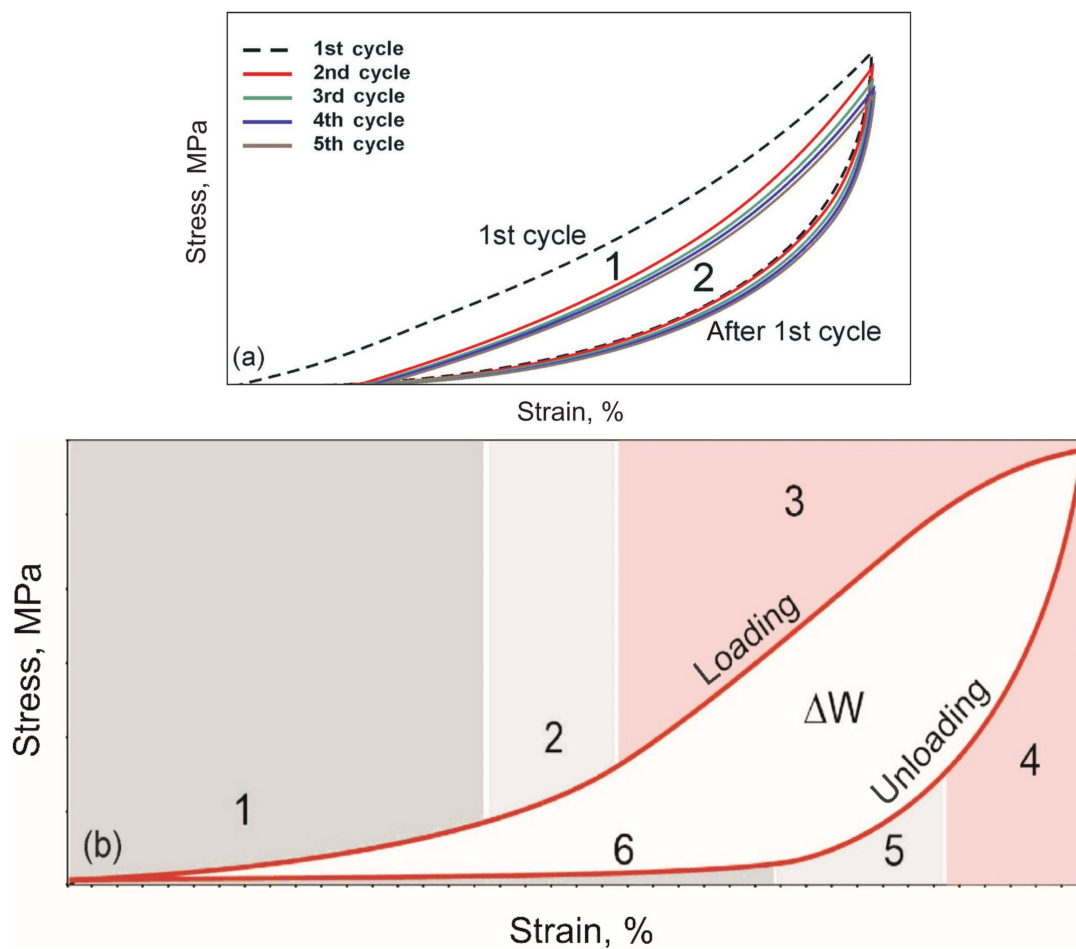 1st cycle
2nd cycle
3rd cycle
4th cycle
5th cycle
Stress, MPa
1st cycle
1
2
After 1st cycle
(a)
Strain, %
Stress, MPa
3
Loading
ΔW
Unloading
2
4
1
(b)
6
5
Strain, %